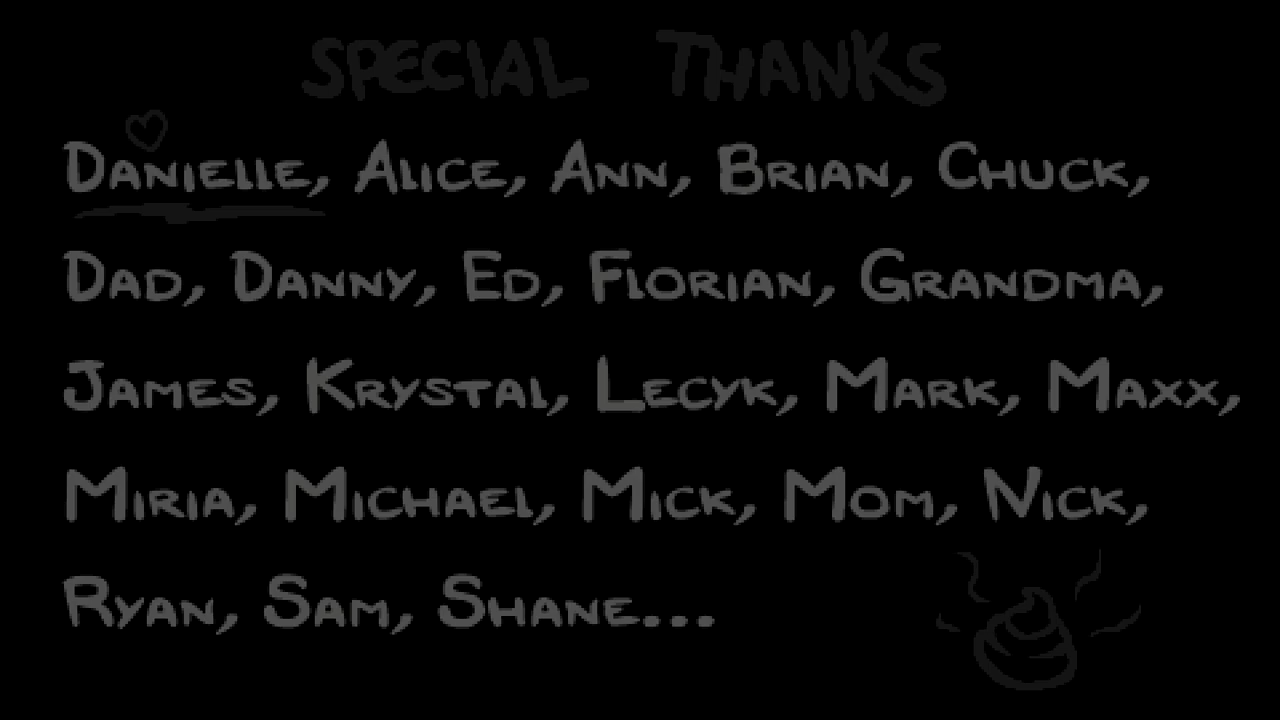 SPECIAL THANKS
DANIELLE, ALICE, ANN, BRIAN, CHUCK,
DAD, DANNY, ED, FLORIAN, GRANDMA,
JAMES, KRYSTAL, LECYK, MARK, MAXX,
MIRIA, MICHAEL, MICK, MOM, NICK,
RYAN, SAM, SHANE...